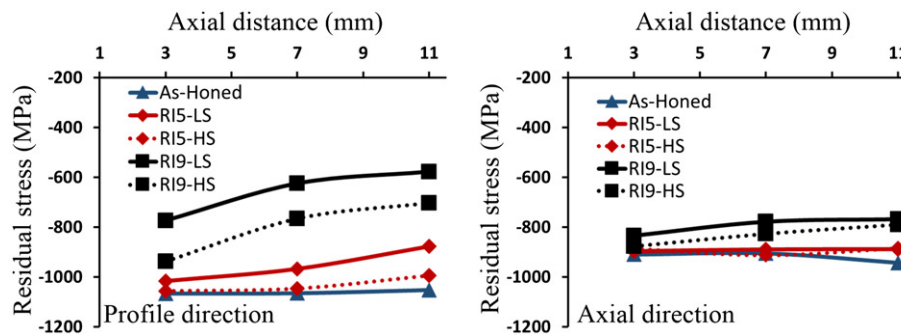 Axial distance (mm)
1 3 5 7 9 11
-200
-400
-600
-800
-1000
-1200
Residual stress (MPa)
As-Honed
RI5-LS
RI5-HS
RI9-LS
RI9-HS
Profile direction
Axial distance (mm)
1 3 5 7 9 11
-200
-400
-600
-800
-1000
-1200
Residual stress (MPa)
As-Honed
RI5-LS
RI5-HS
RI9-LS
RI9-HS
Axial direction